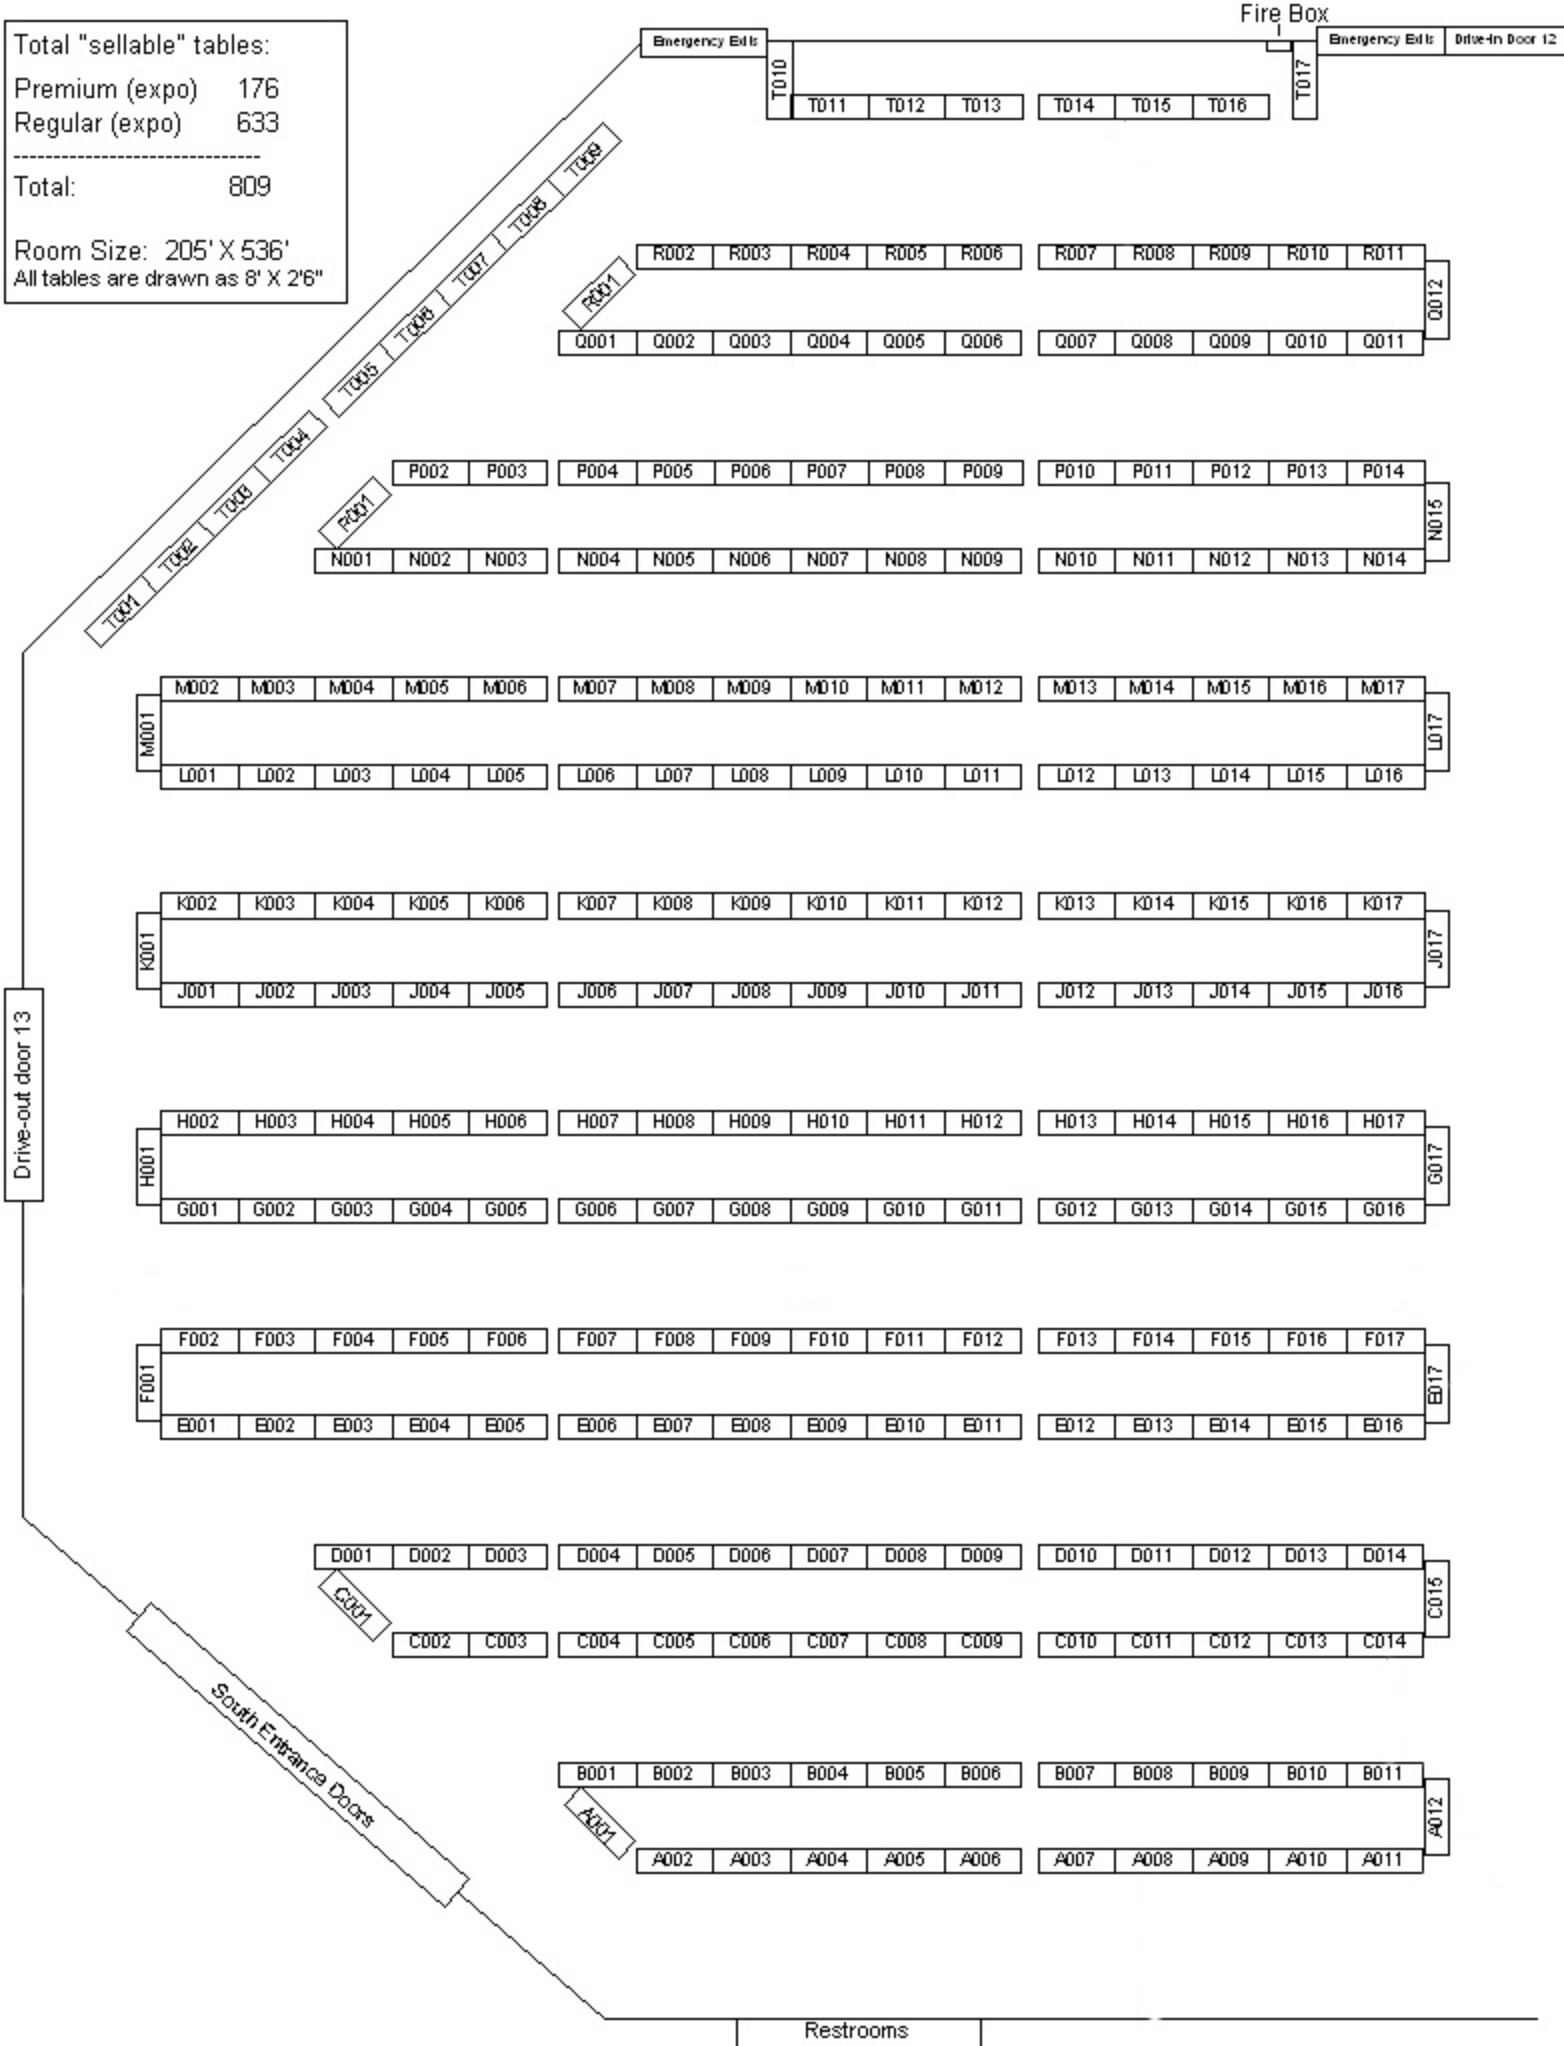 Fire Box
Total "sellable" tables:
Premium (expo) 176
Regular (expo) 633
-------------------------------
Total: 809
Room Size: 205' X 536'
All tables are drawn as 8' X 2'6"
Emergency Exits
Emergency Exits
Drive-In Door 12
T010
T017
T011 T012 T013 T014 T015 T016
T009
T008
T007
T006
T005
T004
T003
T002
T001
R002 R003 R004 R005 R006 R007 R008 R009 R010 R011
R001
Q012
Q001 Q002 Q003 Q004 Q005 Q006 Q007 Q008 Q009 Q010 Q011
P002 P003 P004 P005 P006 P007 P008 P009 P010 P011 P012 P013 P014
P001
N015
N001 N002 N003 N004 N005 N006 N007 N008 N009 N010 N011 N012 N013 N014
M002 M003 M004 M005 M006 M007 M008 M009 M010 M011 M012 M013 M014 M015 M016 M017
M001
L017
L001 L002 L003 L004 L005 L006 L007 L008 L009 L010 L011 L012 L013 L014 L015 L016
K002 K003 K004 K005 K006 K007 K008 K009 K010 K011 K012 K013 K014 K015 K016 K017
K001
J017
J001 J002 J003 J004 J005 J006 J007 J008 J009 J010 J011 J012 J013 J014 J015 J016
Drive-out door 13
H002 H003 H004 H005 H006 H007 H008 H009 H010 H011 H012 H013 H014 H015 H016 H017
H001
G017
G001 G002 G003 G004 G005 G006 G007 G008 G009 G010 G011 G012 G013 G014 G015 G016
F002 F003 F004 F005 F006 F007 F008 F009 F010 F011 F012 F013 F014 F015 F016 F017
F001
E017
E001 E002 E003 E004 E005 E006 E007 E008 E009 E010 E011 E012 E013 E014 E015 E016
D001 D002 D003 D004 D005 D006 D007 D008 D009 D010 D011 D012 D013 D014
C001
C015
C002 C003 C004 C005 C006 C007 C008 C009 C010 C011 C012 C013 C014
South Entrance Doors
B001 B002 B003 B004 B005 B006 B007 B008 B009 B010 B011
A001
A012
A002 A003 A004 A005 A006 A007 A008 A009 A010 A011
Restrooms